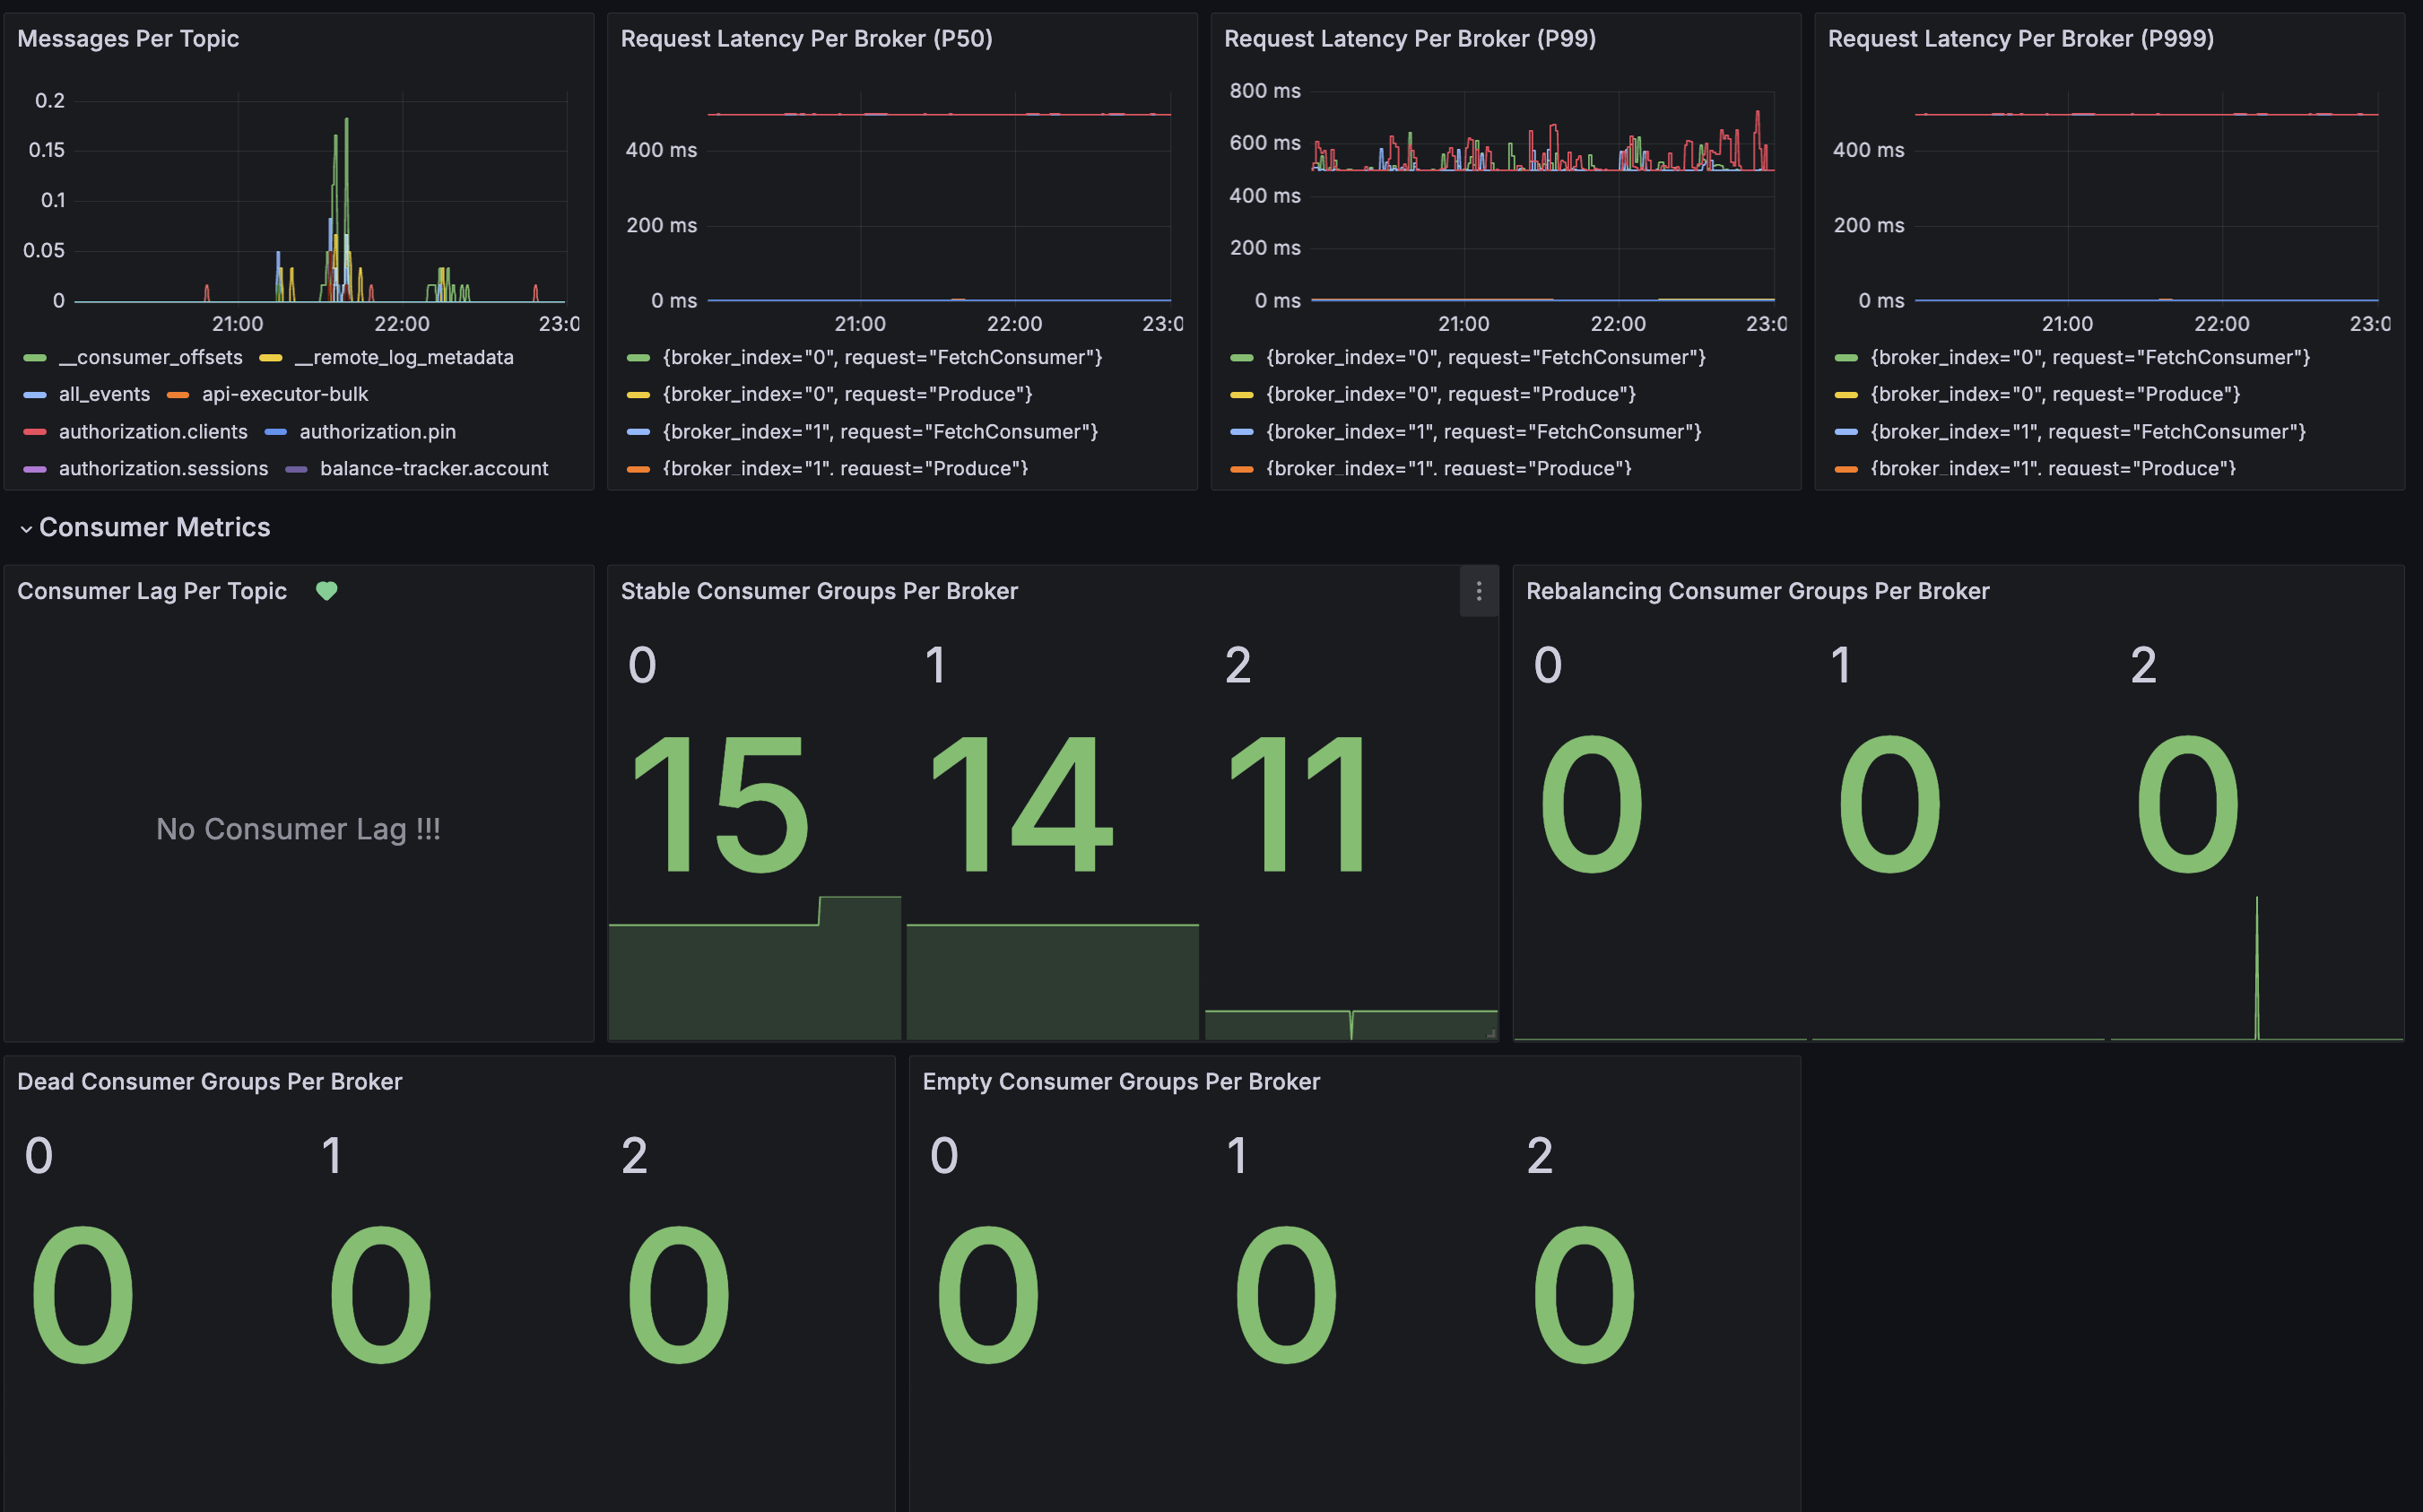 Messages Per Topic
0.2
0.15
0.1
0.05
0
21:00 22:00 23:0
__consumer_offsets __remote_log_metadata
all_events api-executor-bulk
authorization.clients authorization.pin
authorization.sessions balance-tracker.account
Request Latency Per Broker (P50)
400 ms
200 ms
0 ms
21:00 22:00 23:0
{broker_index="0", request="FetchConsumer"}
{broker_index="0", request="Produce"}
{broker_index="1", request="FetchConsumer"}
{broker_index="1", request="Produce"}
Request Latency Per Broker (P99)
800 ms
600 ms
400 ms
200 ms
0 ms
21:00 22:00 23:0
{broker_index="0", request="FetchConsumer"}
{broker_index="0", request="Produce"}
{broker_index="1", request="FetchConsumer"}
{broker_index="1", request="Produce"}
Request Latency Per Broker (P999)
400 ms
200 ms
0 ms
21:00 22:00 23:0
{broker_index="0", request="FetchConsumer"}
{broker_index="0", request="Produce"}
{broker_index="1", request="FetchConsumer"}
{broker_index="1", request="Produce"}
Consumer Metrics
Consumer Lag Per Topic
No Consumer Lag !!!
Stable Consumer Groups Per Broker
0 1 2
15 14 11
Rebalancing Consumer Groups Per Broker
0 1 2
0 0 0
Dead Consumer Groups Per Broker
0 1 2
0 0 0
Empty Consumer Groups Per Broker
0 1 2
0 0 0